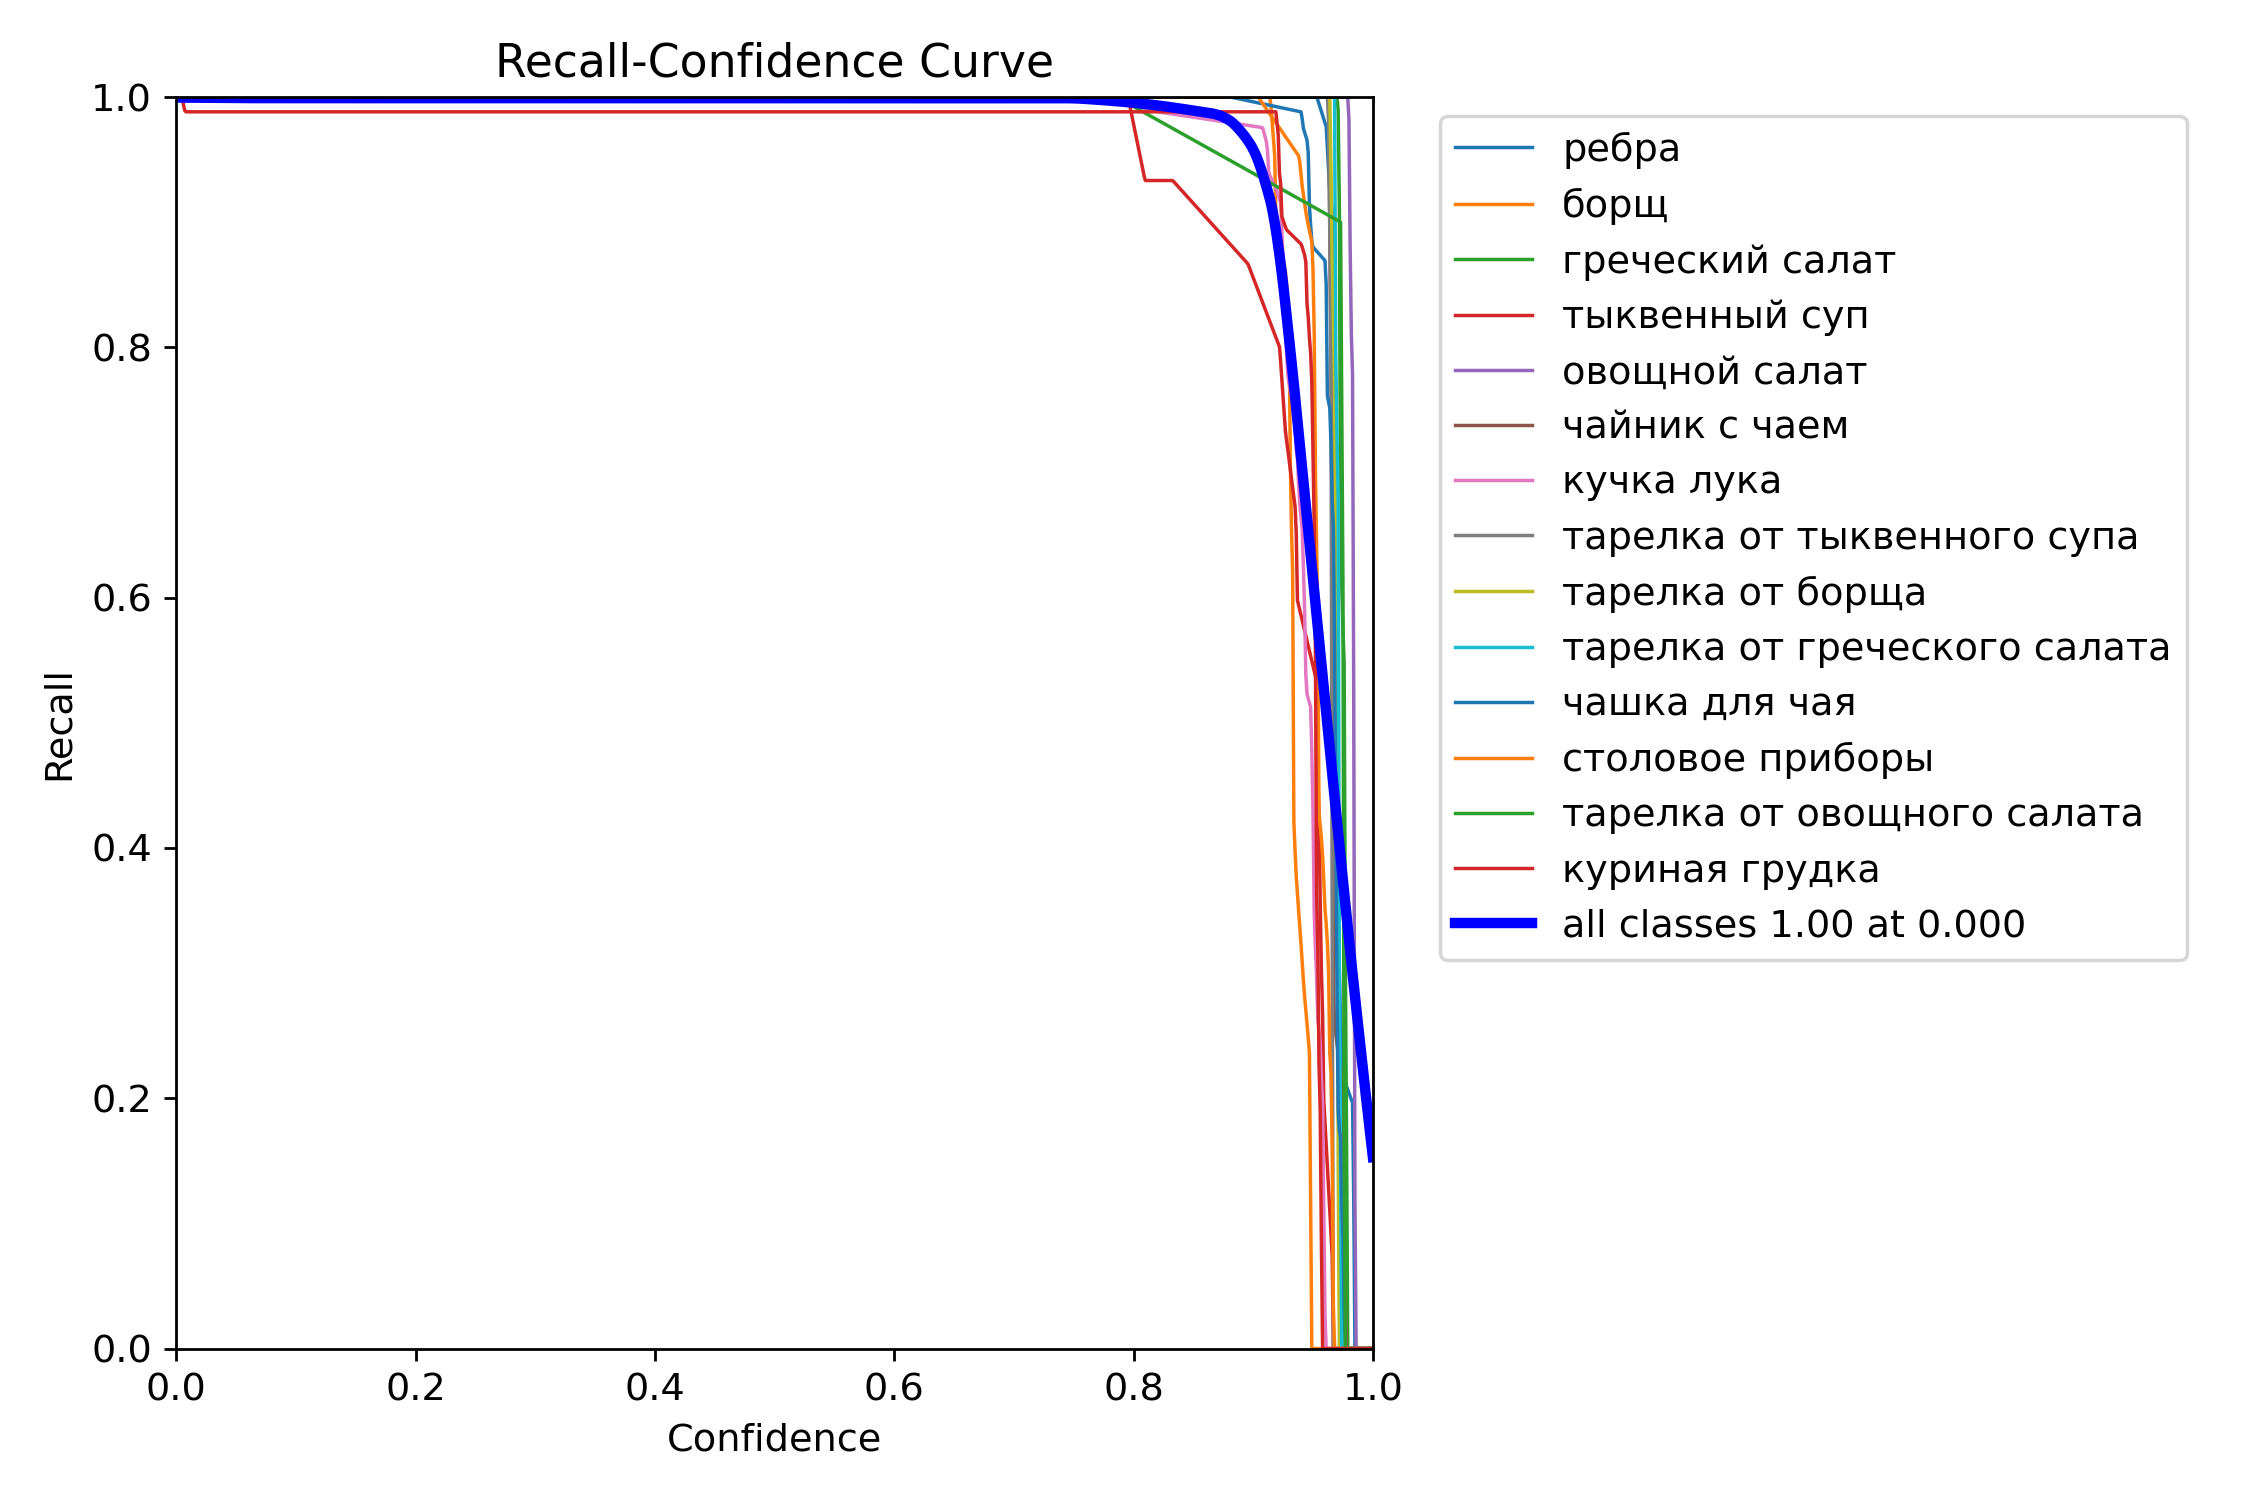 Recall-Confidence Curve
1.0
0.8
0.6
0.4
0.2
0.0
Recall
0.0 0.2 0.4 0.6 0.8 1.0
Confidence
ребра
борщ
греческий салат
тыквенный суп
овощной салат
чайник с чаем
кучка лука
тарелка от тыквенного супа
тарелка от борща
тарелка от греческого салата
чашка для чая
столовое приборы
тарелка от овощного салата
куриная грудка
all classes 1.00 at 0.000